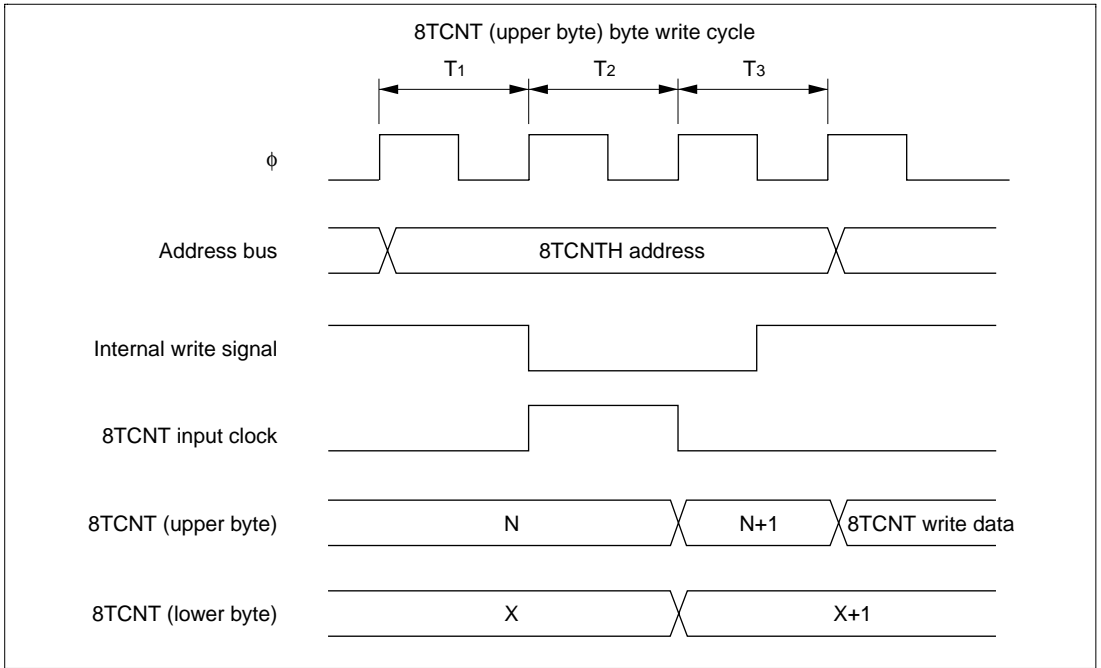 8TCNT (upper byte) byte write cycle
T1 T2 T3
ϕ
Address bus 8TCNTH address
Internal write signal
8TCNT input clock
8TCNT (upper byte) N N+1 8TCNT write data
8TCNT (lower byte) X X+1